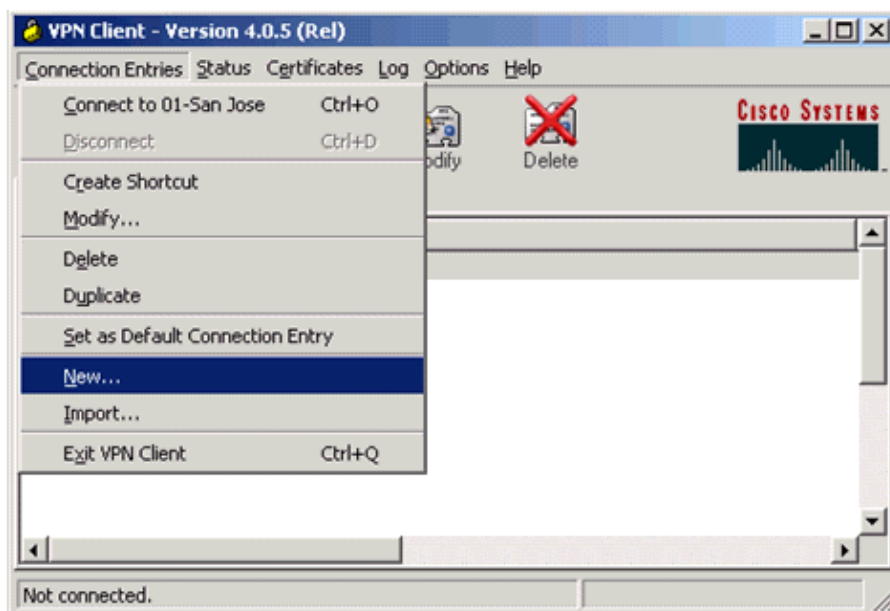 VPN Client - Version 4.0.5 (Rel)
Connection Entries Status Certificates Log Options Help
Connect to 01-San Jose Ctrl+O
Disconnect Ctrl+D
Create Shortcut
Modify...
Delete
Duplicate
Set as Default Connection Entry
New...
Import...
Exit VPN Client Ctrl+Q
odify
Delete
CISCO SYSTEMS
Not connected.